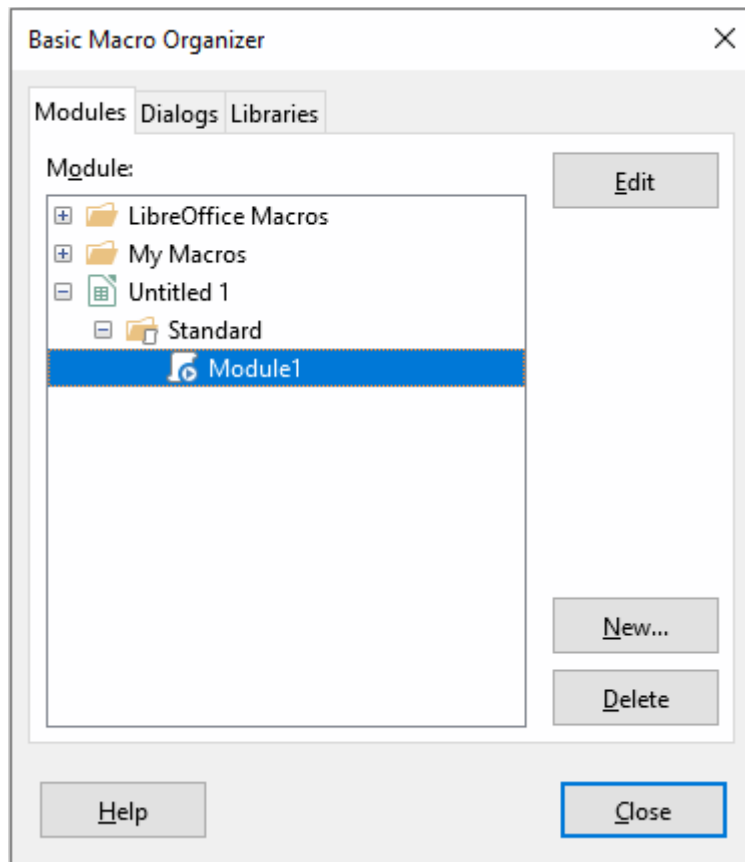 Basic Macro Organizer
Modules Dialogs Libraries
Module:
Edit
LibreOffice Macros
My Macros
Untitled 1
Standard
Module1
New...
Delete
Help
Close